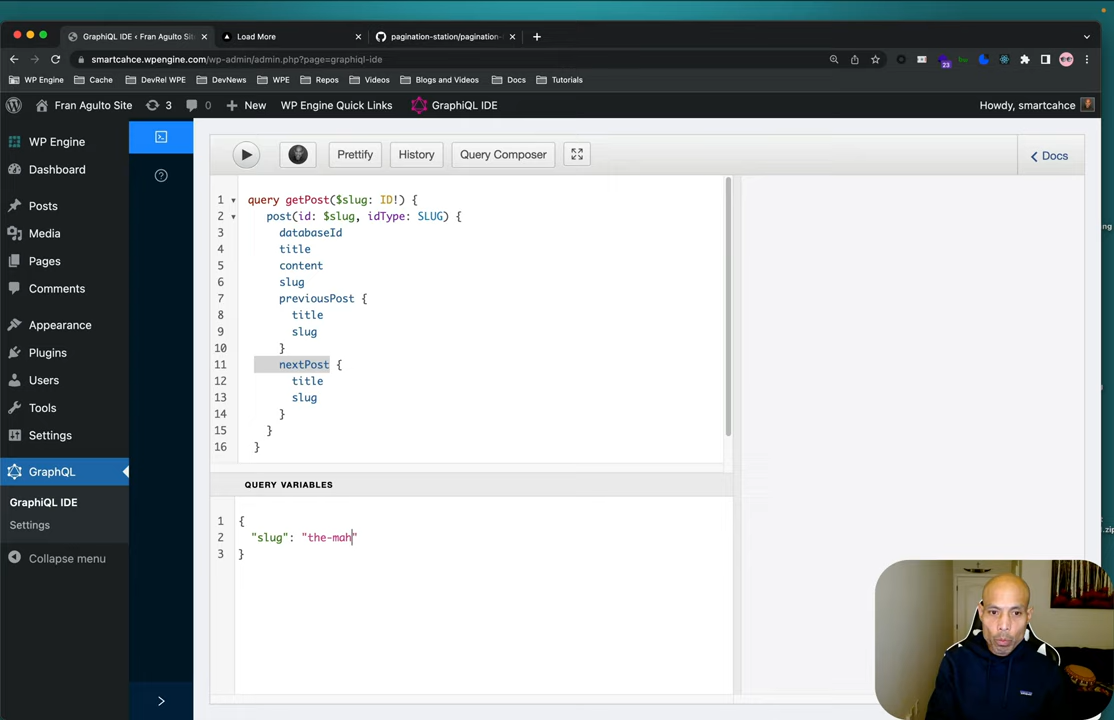 GraphiQL IDE ‹ Fran Agulto Sit
Load More
pagination-station/pagination-
smartcahce.wpengine.com/wp-admin/admin.php?page=graphiql-ide
WP Engine
Cache
DevRel WPE
DevNews
WPE
Repos
Videos
Blogs and Videos
Docs
Tutorials
23
Fran Agulto Site
3
0
New
WP Engine Quick Links
GraphiQL IDE
Howdy, smartcahce
WP Engine
Dashboard
Posts
Media
Pages
Comments
Appearance
Plugins
Users
Tools
Settings
GraphQL
GraphiQL IDE
Settings
Collapse menu
Prettify
History
Query Composer
Docs
1 query getPost($slug: ID!) {
2 post(id: $slug, idType: SLUG) {
3 databaseId
4 title
5 content
6 slug
7 previousPost {
8 title
9 slug
10 }
11 nextPost {
12 title
13 slug
14 }
15 }
16 }
QUERY VARIABLES
1 {
2 "slug": "the-mah"
3 }